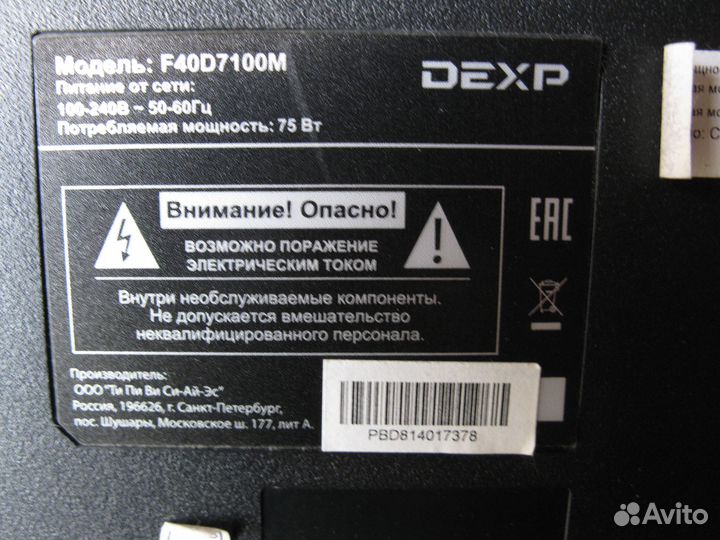 Модель: F40D7100M
DEXP
Питание от сети:
100-240В ~ 50-60Гц
Потребляемая мощность: 75 Вт
Внимание! Опасно!
ВОЗМОЖНО ПОРАЖЕНИЕ
ЭЛЕКТРИЧЕСКИМ ТОКОМ
Внутри необслуживаемые компоненты.
Не допускается вмешательство
неквалифицированного персонала.
EAC
Производитель:
ООО "Ти Пи Ви Си-Ай-Эс"
Россия, 196626, г. Санкт-Петербург,
пос. Шушары, Московское ш. 177, лит А.
PBD814017378
Avito